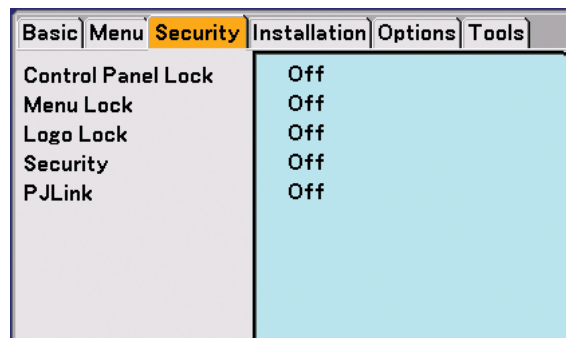 Basic Menu Security Installation Options Tools
Control Panel Lock Off
Menu Lock Off
Logo Lock Off
Security Off
PJLink Off